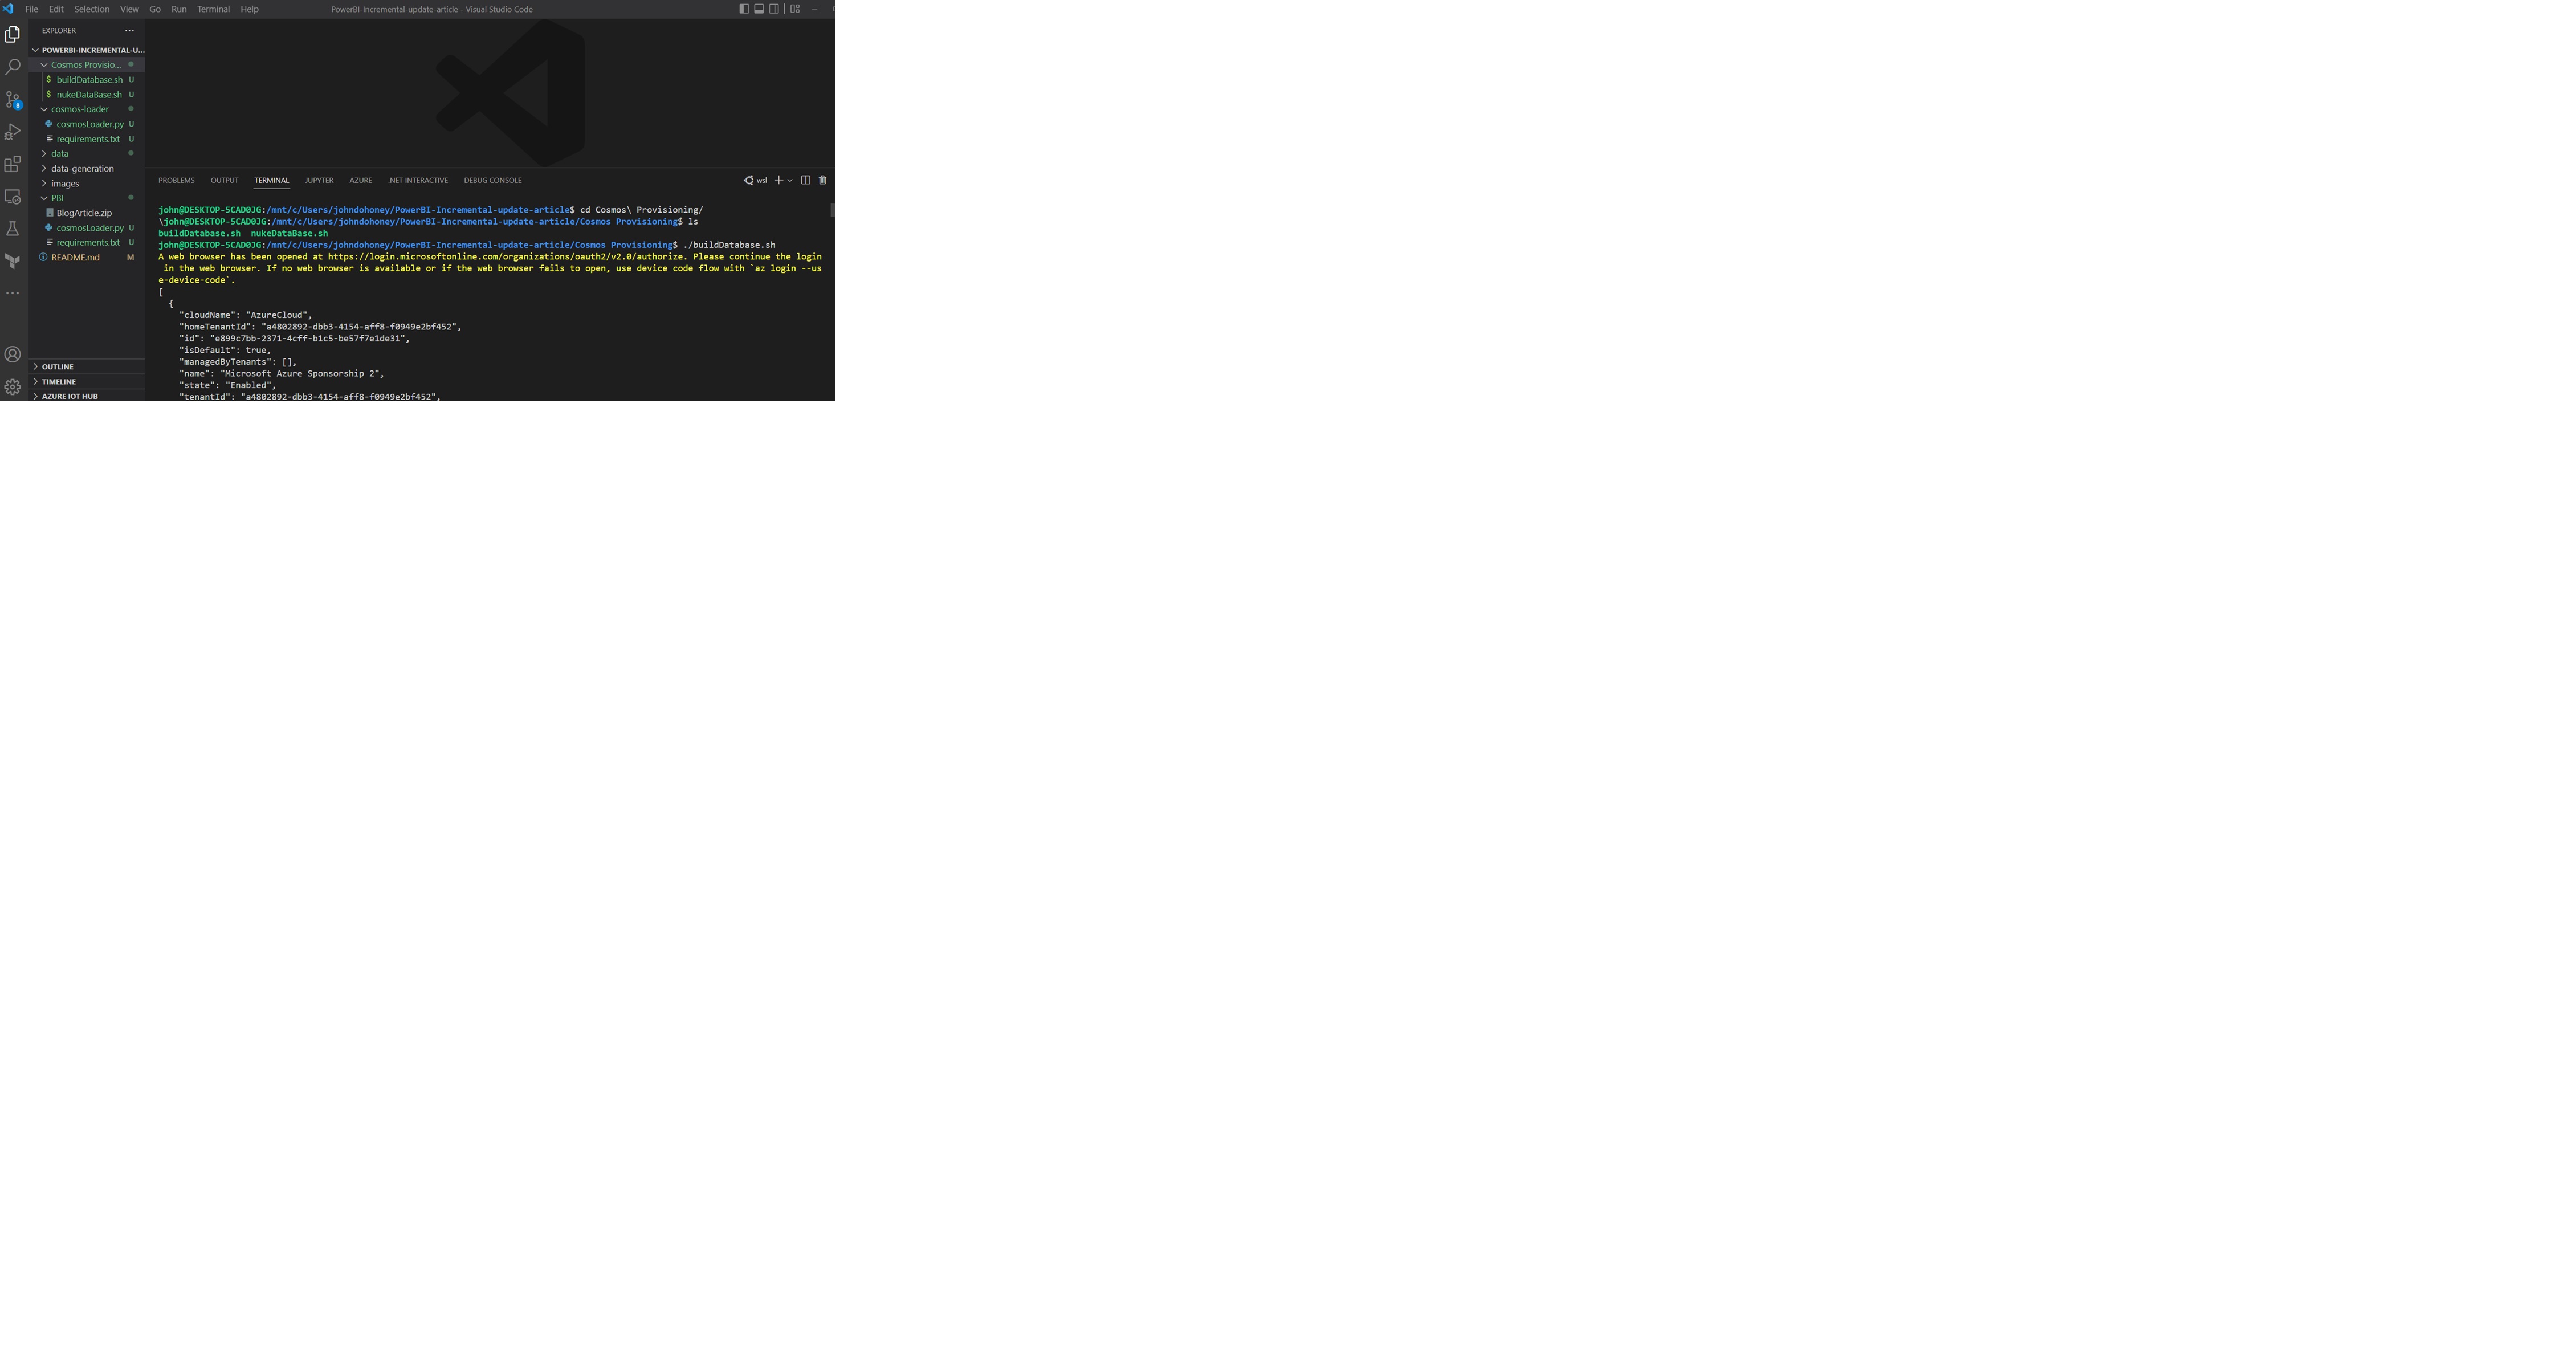 File Edit Selection View Go Run Terminal Help
PowerBI-Incremental-update-article - Visual Studio Code
EXPLORER
POWERBI-INCREMENTAL-U...
Cosmos Provisio...
buildDatabase.sh U
nukeDataBase.sh U
8
cosmos-loader
cosmosLoader.py U
requirements.txt U
data
data-generation
images
PBI
BlogArticle.zip
cosmosLoader.py U
requirements.txt U
README.md M
OUTLINE
TIMELINE
AZURE IOT HUB
PROBLEMS OUTPUT TERMINAL JUPYTER AZURE .NET INTERACTIVE DEBUG CONSOLE
wsl
john@DESKTOP-5CAD0JG:/mnt/c/Users/johndohoney/PowerBI-Incremental-update-article$ cd Cosmos\ Provisioning/
\john@DESKTOP-5CAD0JG:/mnt/c/Users/johndohoney/PowerBI-Incremental-update-article/Cosmos Provisioning$ ls
buildDatabase.sh  nukeDataBase.sh
john@DESKTOP-5CAD0JG:/mnt/c/Users/johndohoney/PowerBI-Incremental-update-article/Cosmos Provisioning$ ./buildDatabase.sh
A web browser has been opened at https://login.microsoftonline.com/organizations/oauth2/v2.0/authorize. Please continue the login
in the web browser. If no web browser is available or if the web browser fails to open, use device code flow with `az login --us
e-device-code`.
[
{
"cloudName": "AzureCloud",
"homeTenantId": "a4802892-dbb3-4154-aff8-f0949e2bf452",
"id": "e899c7bb-2371-4cff-b1c5-be57f7e1de31",
"isDefault": true,
"managedByTenants": [],
"name": "Microsoft Azure Sponsorship 2",
"state": "Enabled",
"tenantId": "a4802892-dbb3-4154-aff8-f0949e2bf452",